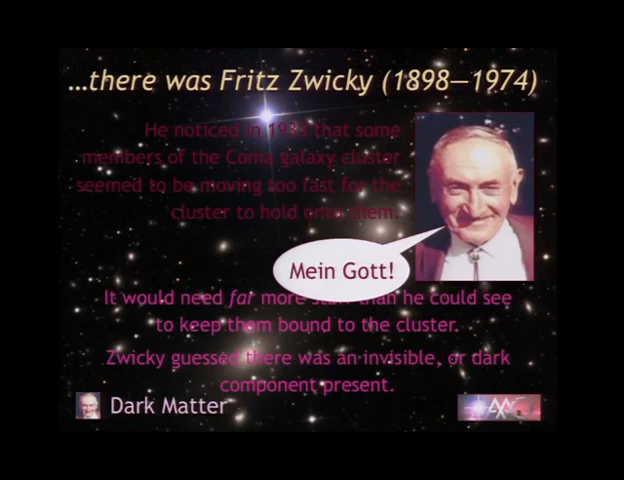 …there was Fritz Zwicky (1898—1974)
He noticed in 1933 that some
members of the Coma galaxy cluster
seemed to be moving too fast for the
cluster to hold onto them.
Mein Gott!
It would need far more stuff than he could see
to keep them bound to the cluster.
Zwicky guessed there was an invisible, or dark
component present.
Dark Matter